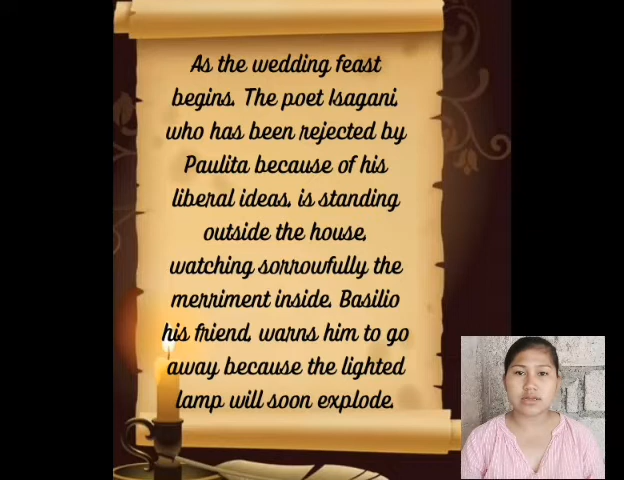 As the wedding feast
begins. The poet Isagani,
who has been rejected by
Paulita because of his
liberal ideas, is standing
outside the house,
watching sorrowfully the
merriment inside. Basilio
his friend, warns him to go
away because the lighted
lamp will soon explode.